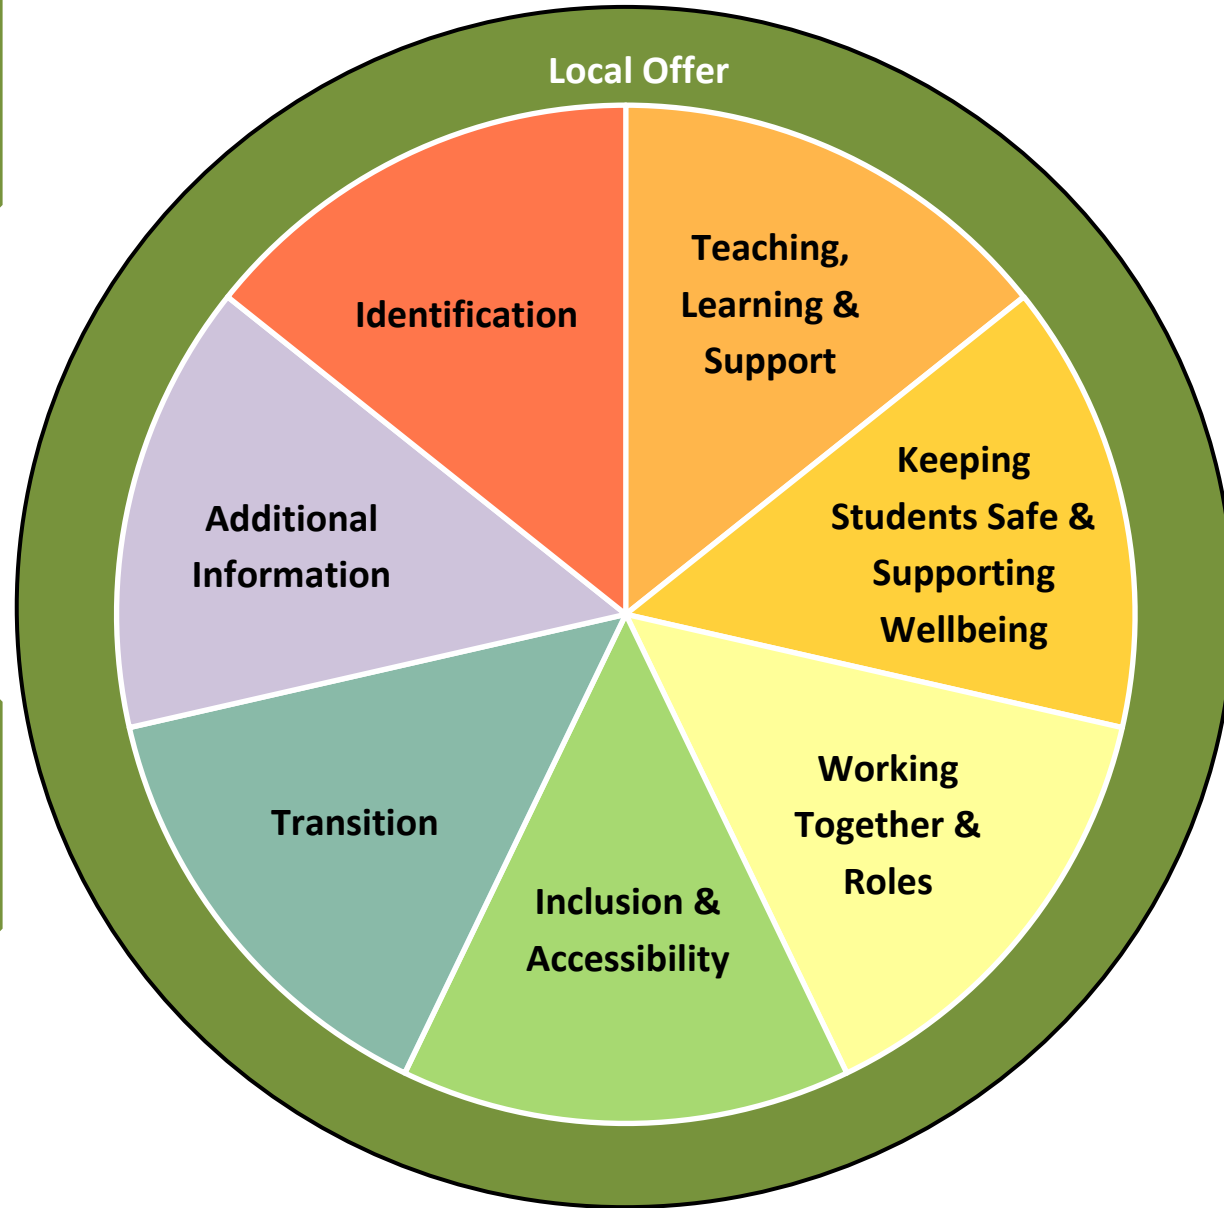 Local Offer
Teaching,
Learning &
Support
Keeping
Students Safe &
Supporting
Wellbeing
Working
Together &
Roles
Inclusion &
Accessibility
Transition
Additional
Information
Identification